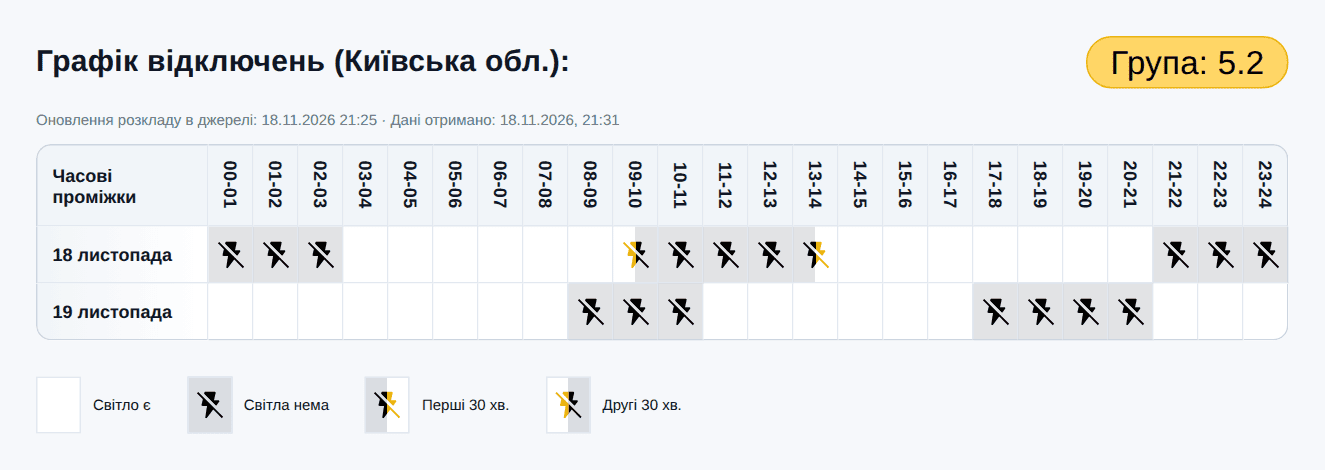 Графік відключень (Київська обл.):
Група: 5.2
Оновлення розкладу в джерелі: 18.11.2026 21:25 · Дані отримано: 18.11.2026, 21:31
Часові
проміжки
00-01 01-02 02-03 03-04 04-05 05-06 06-07 07-08 08-09 09-10 10-11 11-12 12-13 13-14 14-15 15-16 16-17 17-18 18-19 19-20 20-21 21-22 22-23 23-24
18 листопада
19 листопада
Світло є
Світла нема
Перші 30 хв.
Другі 30 хв.